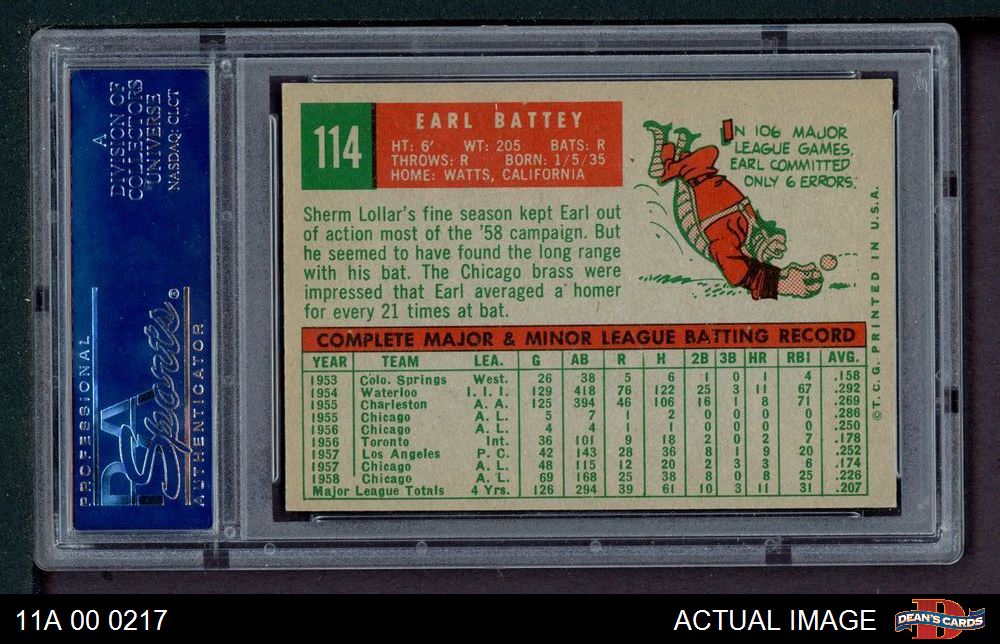 A
DIVISION OF
COLLECTORS
UNIVERSE
NASDAQ: CLCT
PROFESSIONAL
PSA
Sports®
AUTHENTICATOR
114
EARL BATTEY
HT: 6' WT: 205 BATS: R
THROWS: R BORN: 1/5/35
HOME: WATTS, CALIFORNIA
IN 106 MAJOR
LEAGUE GAMES,
EARL COMMITTED
ONLY 6 ERRORS.
Sherm Lollar's fine season kept Earl out
of action most of the '58 campaign. But
he seemed to have found the long range
with his bat. The Chicago brass were
impressed that Earl averaged a homer
for every 21 times at bat.
COMPLETE MAJOR & MINOR LEAGUE BATTING RECORD
YEAR TEAM LEA. G AB R H 2B 3B HR RBI AVG.
1953 Colo. Springs West. 26 38 5 6 1 0 1 4 .158
1954 Waterloo I. I. I. 129 418 76 122 25 3 11 67 .292
1955 Charleston A. A. 125 394 46 106 16 1 8 71 .269
1955 Chicago A. L. 5 7 1 2 0 0 0 0 .286
1956 Chicago A. L. 4 4 1 1 0 0 0 0 .250
1956 Toronto Int. 36 101 9 18 2 0 2 7 .178
1957 Los Angeles P. C. 42 143 28 36 8 1 9 20 .252
1957 Chicago A. L. 48 115 12 20 2 3 3 6 .174
1958 Chicago A. L. 69 168 25 38 8 0 8 25 .226
Major League Totals 4 Yrs. 126 294 39 61 10 3 11 31 .207
©T.C.G. PRINTED IN U.S.A.
11A 00 0217
ACTUAL IMAGE
D
DEAN'S CARDS